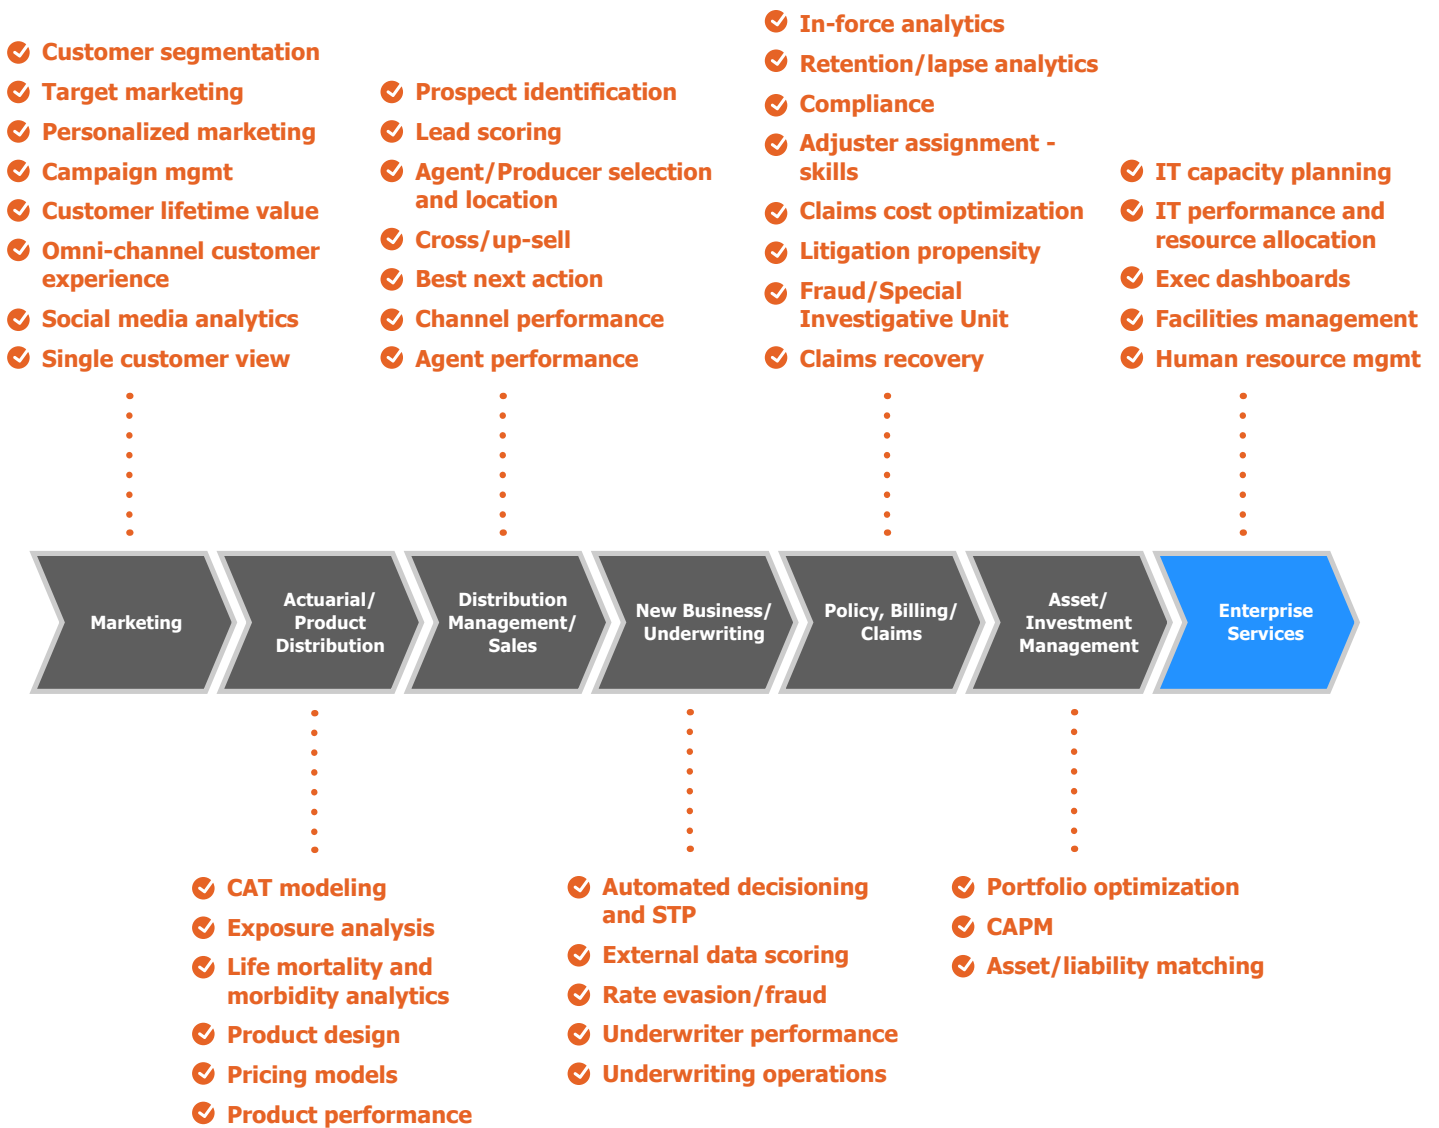 Customer segmentation
Target marketing
Personalized marketing
Campaign mgmt
Customer lifetime value
Omni-channel customer
experience
Social media analytics
Single customer view
Prospect identification
Lead scoring
Agent/Producer selection
and location
Cross/up-sell
Best next action
Channel performance
Agent performance
In-force analytics
Retention/lapse analytics
Compliance
Adjuster assignment -
skills
Claims cost optimization
Litigation propensity
Fraud/Special
Investigative Unit
Claims recovery
IT capacity planning
IT performance and
resource allocation
Exec dashboards
Facilities management
Human resource mgmt
Marketing
Actuarial/
Product
Distribution
Distribution
Management/
Sales
New Business/
Underwriting
Policy, Billing/
Claims
Asset/
Investment
Management
Enterprise
Services
CAT modeling
Exposure analysis
Life mortality and
morbidity analytics
Product design
Pricing models
Product performance
Automated decisioning
and STP
External data scoring
Rate evasion/fraud
Underwriter performance
Underwriting operations
Portfolio optimization
CAPM
Asset/liability matching